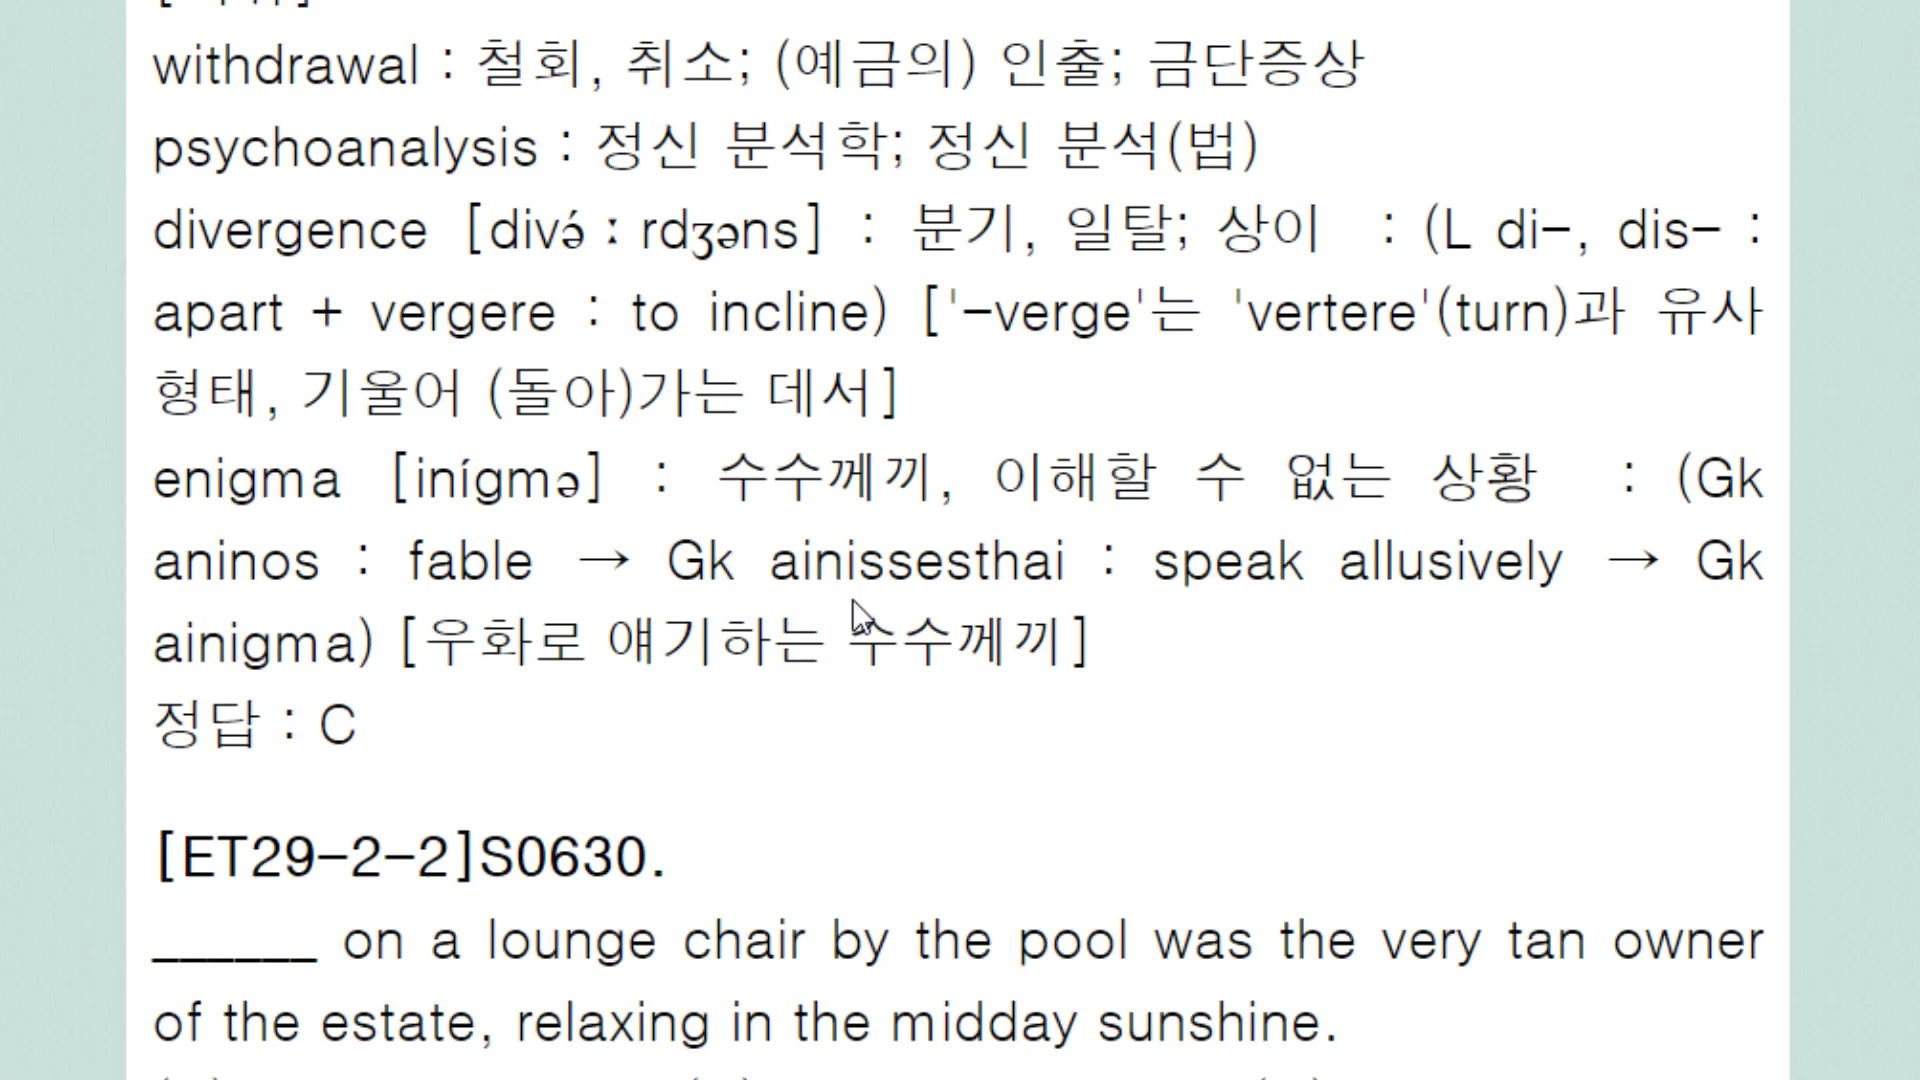 withdrawal : 철회, 취소; (예금의) 인출; 금단증상
psychoanalysis : 정신 분석학; 정신 분석(법)
divergence [divə́ː rdʒəns] : 분기, 일탈; 상이 : (L di-, dis- :
apart + vergere : to incline) ['-verge'는 'vertere'(turn)과 유사
형태, 기울어 (돌아)가는 데서]
enigma [inígmə] : 수수께끼, 이해할 수 없는 상황 : (Gk
aninos : fable → Gk ainissesthai : speak allusively → Gk
ainigma) [우화로 얘기하는 수수께끼]
정답 : C
[ET29-2-2]S0630.
______ on a lounge chair by the pool was the very tan owner
of the estate, relaxing in the midday sunshine.